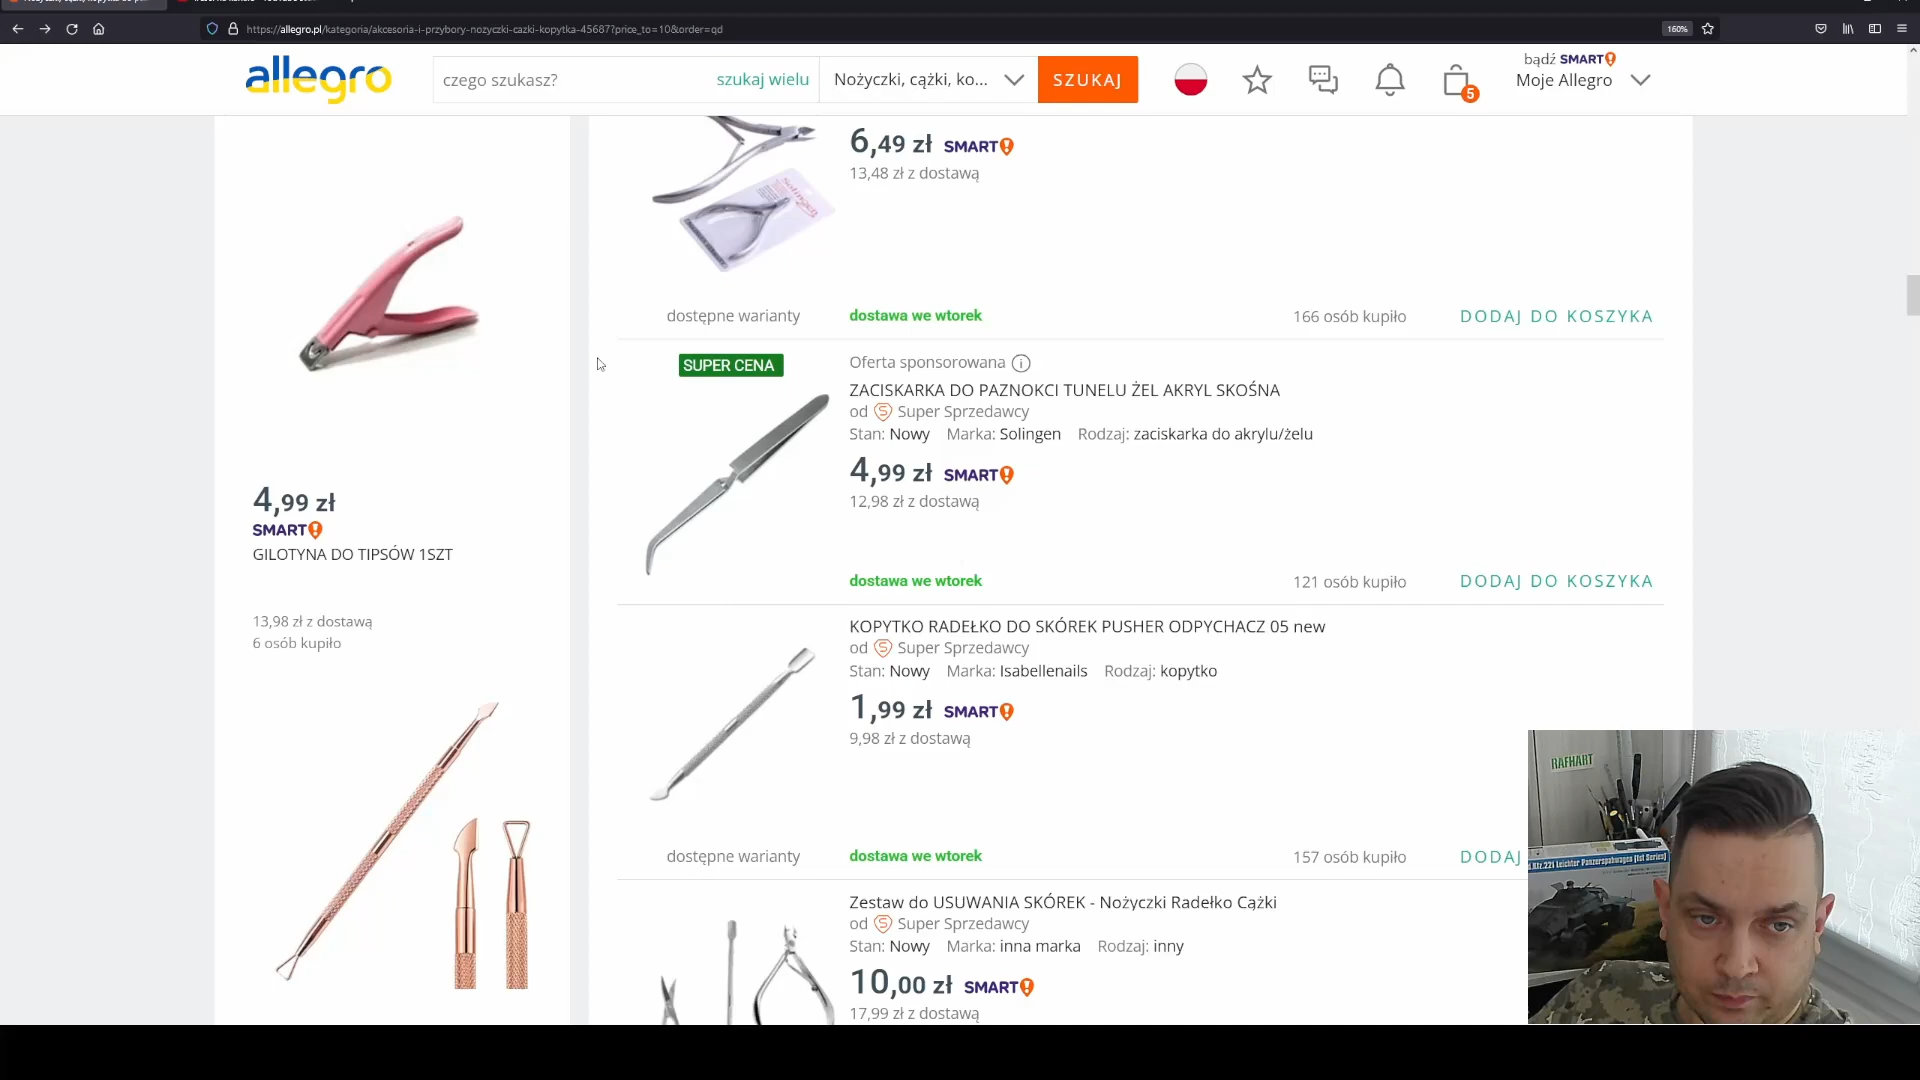 https://allegro.pl/kategoria/akcesoria-i-przybory-nozyczki-cazki-kopytka-45687?price_to=10&order=qd
160%
allegro
czego szukasz?
szukaj wielu
Nożyczki, cążki, ko...
SZUKAJ
5
bądź SMART!
Moje Allegro
4,99 zł
SMART!
GILOTYNA DO TIPSÓW 1SZT
13,98 zł z dostawą
6 osób kupiło
6,49 zł SMART!
13,48 zł z dostawą
Solingen
dostępne warianty
dostawa we wtorek
166 osób kupiło
DODAJ DO KOSZYKA
SUPER CENA
Oferta sponsorowana
ZACISKARKA DO PAZNOKCI TUNELU ŻEL AKRYL SKOŚNA
od Super Sprzedawcy
Stan: Nowy Marka: Solingen Rodzaj: zaciskarka do akrylu/żelu
4,99 zł SMART!
12,98 zł z dostawą
dostawa we wtorek
121 osób kupiło
DODAJ DO KOSZYKA
KOPYTKO RADEŁKO DO SKÓREK PUSHER ODPYCHACZ 05 new
od Super Sprzedawcy
Stan: Nowy Marka: Isabellenails Rodzaj: kopytko
1,99 zł SMART!
9,98 zł z dostawą
dostępne warianty
dostawa we wtorek
157 osób kupiło
DODAJ
Zestaw do USUWANIA SKÓREK - Nożyczki Radełko Cążki
od Super Sprzedawcy
Stan: Nowy Marka: inna marka Rodzaj: inny
10,00 zł SMART!
17,99 zł z dostawą
RAFHART
Kfz.221 Leichter Panzerspahwagen (1st Series)